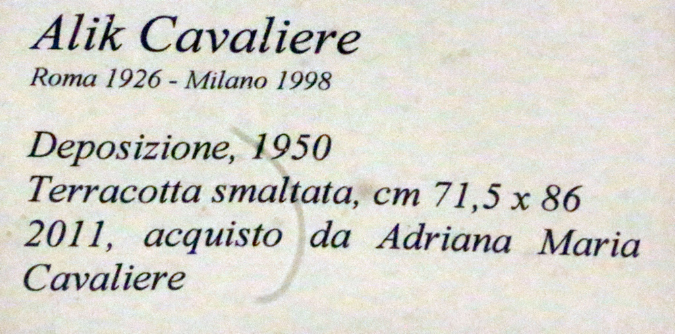 Alik Cavaliere
Roma 1926 - Milano 1998
Deposizione, 1950
Terracotta smaltata, cm 71,5 x 86
2011, acquisto da Adriana Maria
Cavaliere